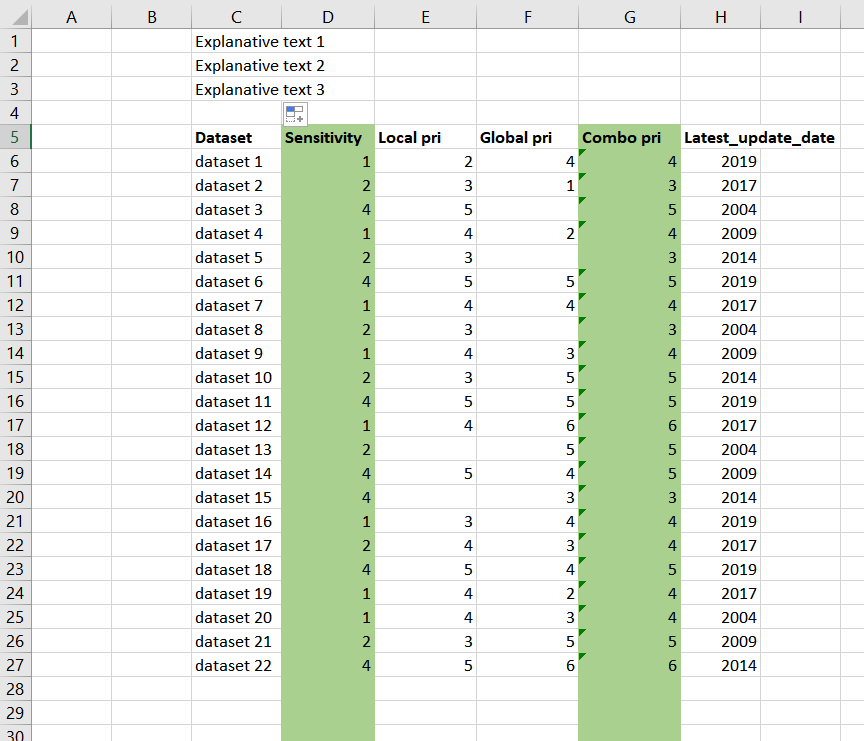 A B C D E F G H I
1 Explanative text 1
2 Explanative text 2
3 Explanative text 3
4
5 Dataset Sensitivity Local pri Global pri Combo pri Latest_update_date
6 dataset 1 1 2 4 4 2019
7 dataset 2 2 3 1 3 2017
8 dataset 3 4 5 5 2004
9 dataset 4 1 4 2 4 2009
10 dataset 5 2 3 3 2014
11 dataset 6 4 5 5 5 2019
12 dataset 7 1 4 4 4 2017
13 dataset 8 2 3 3 2004
14 dataset 9 1 4 3 4 2009
15 dataset 10 2 3 5 5 2014
16 dataset 11 4 5 5 5 2019
17 dataset 12 1 4 6 6 2017
18 dataset 13 2 5 5 2004
19 dataset 14 4 5 4 5 2009
20 dataset 15 4 3 3 2014
21 dataset 16 1 3 4 4 2019
22 dataset 17 2 4 3 4 2017
23 dataset 18 4 5 4 5 2019
24 dataset 19 1 4 2 4 2017
25 dataset 20 1 4 3 4 2004
26 dataset 21 2 3 5 5 2009
27 dataset 22 4 5 6 6 2014
28
29
30